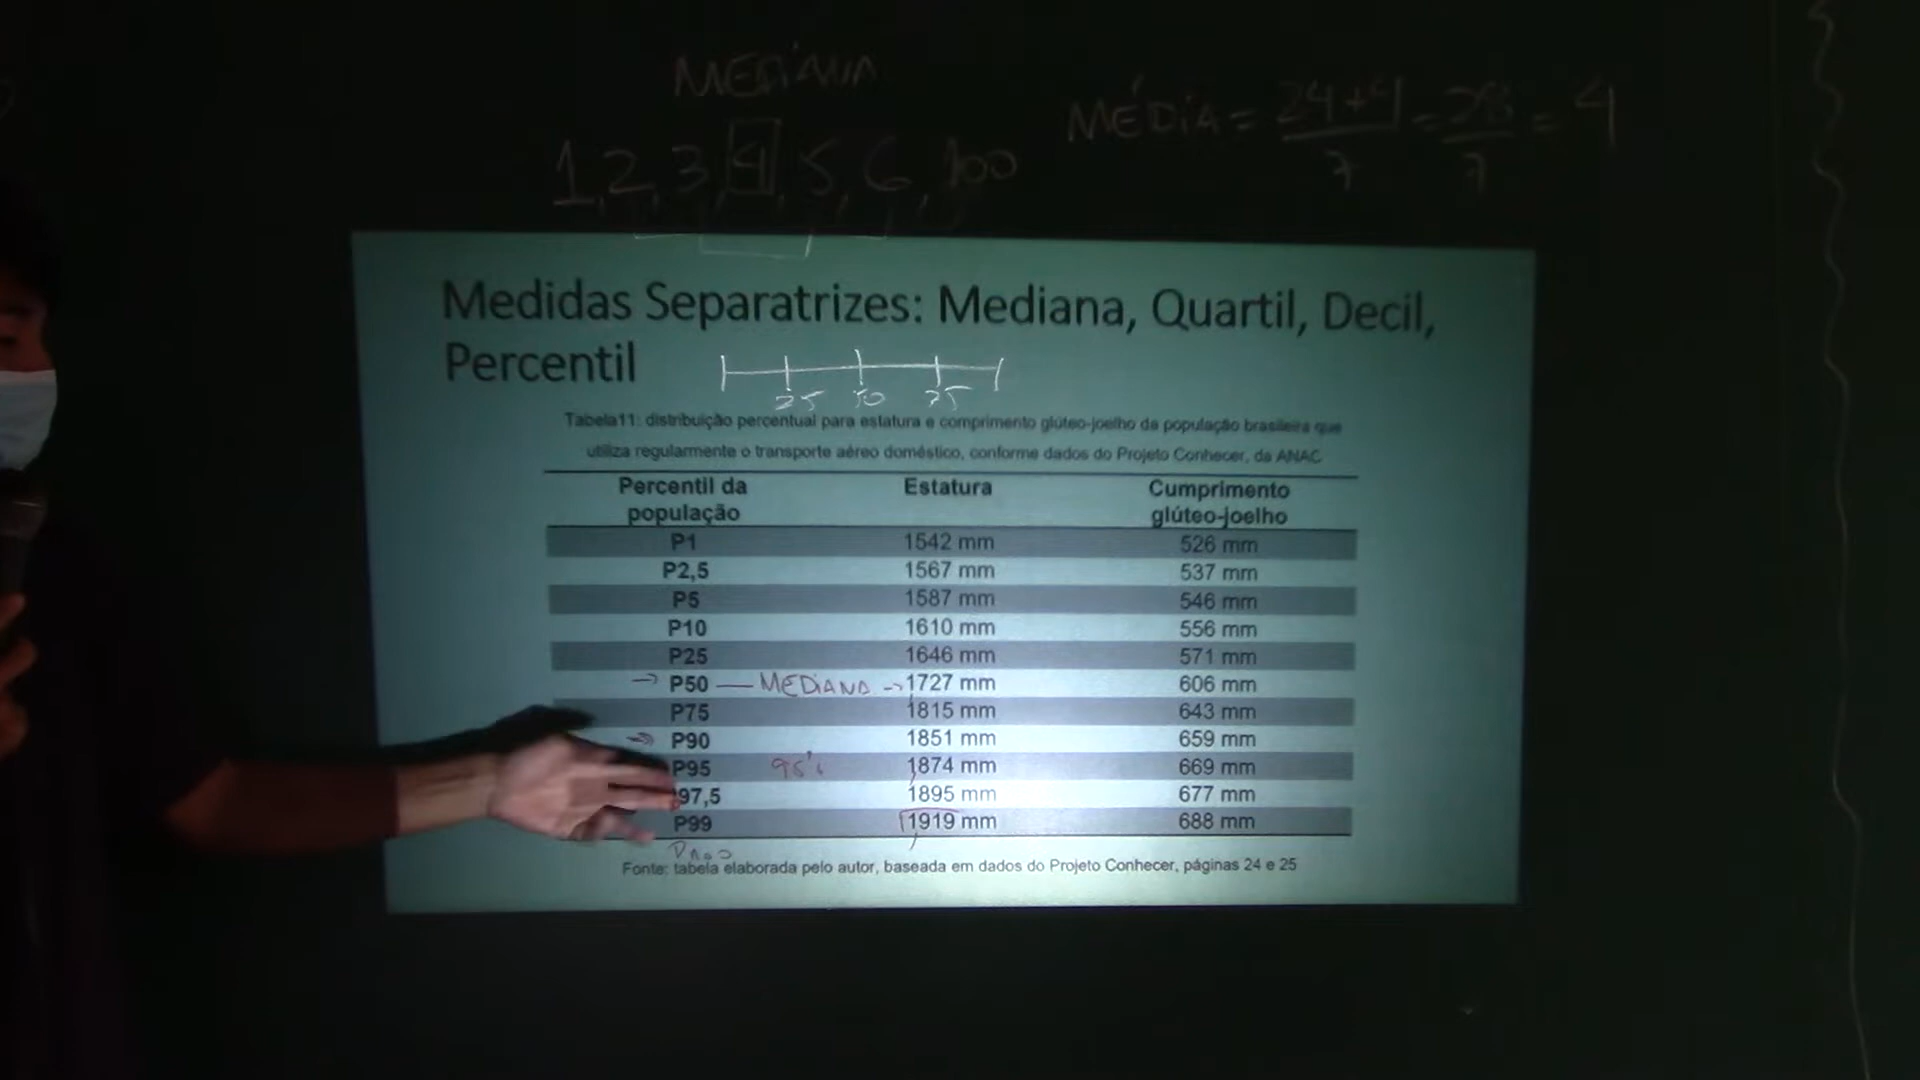 MEDIANA
MÉDIA = 24+4/7 = 28/7 = 4
1, 2, 3, 4, 5, 6, 100
Medidas Separatrizes: Mediana, Quartil, Decil,
Percentil
25 50 75
Tabela11: distribuição percentual para estatura e comprimento glúteo-joelho da população brasileira que
utiliza regularmente o transporte aéreo doméstico, conforme dados do Projeto Conhecer, da ANAC
Percentil da população Estatura Cumprimento glúteo-joelho
P1 1542 mm 526 mm
P2,5 1567 mm 537 mm
P5 1587 mm 546 mm
P10 1610 mm 556 mm
P25 1646 mm 571 mm
→ P50 — MEDIANA → 1727 mm 606 mm
P75 1815 mm 643 mm
→ P90 1851 mm 659 mm
P95 1874 mm 669 mm
97,5 1895 mm 677 mm
P99 1919 mm 688 mm
Fonte: tabela elaborada pelo autor, baseada em dados do Projeto Conhecer, páginas 24 e 25